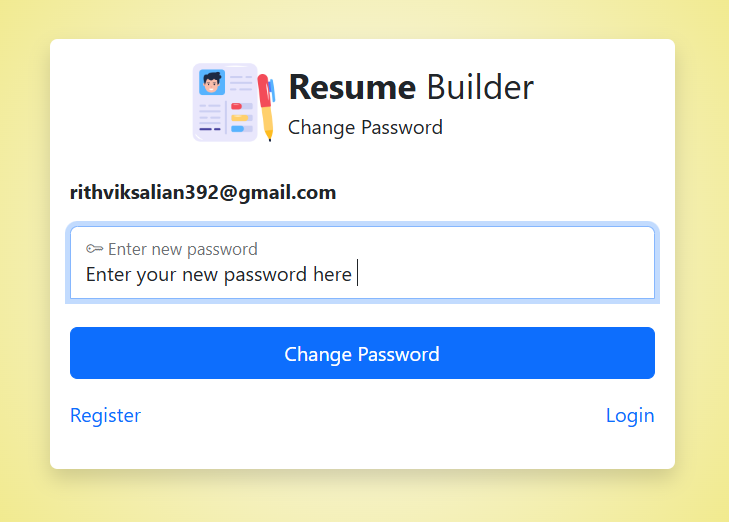 Resume Builder
Change Password
rithviksalian392@gmail.com
Enter new password
Enter your new password here
Change Password
Register Login